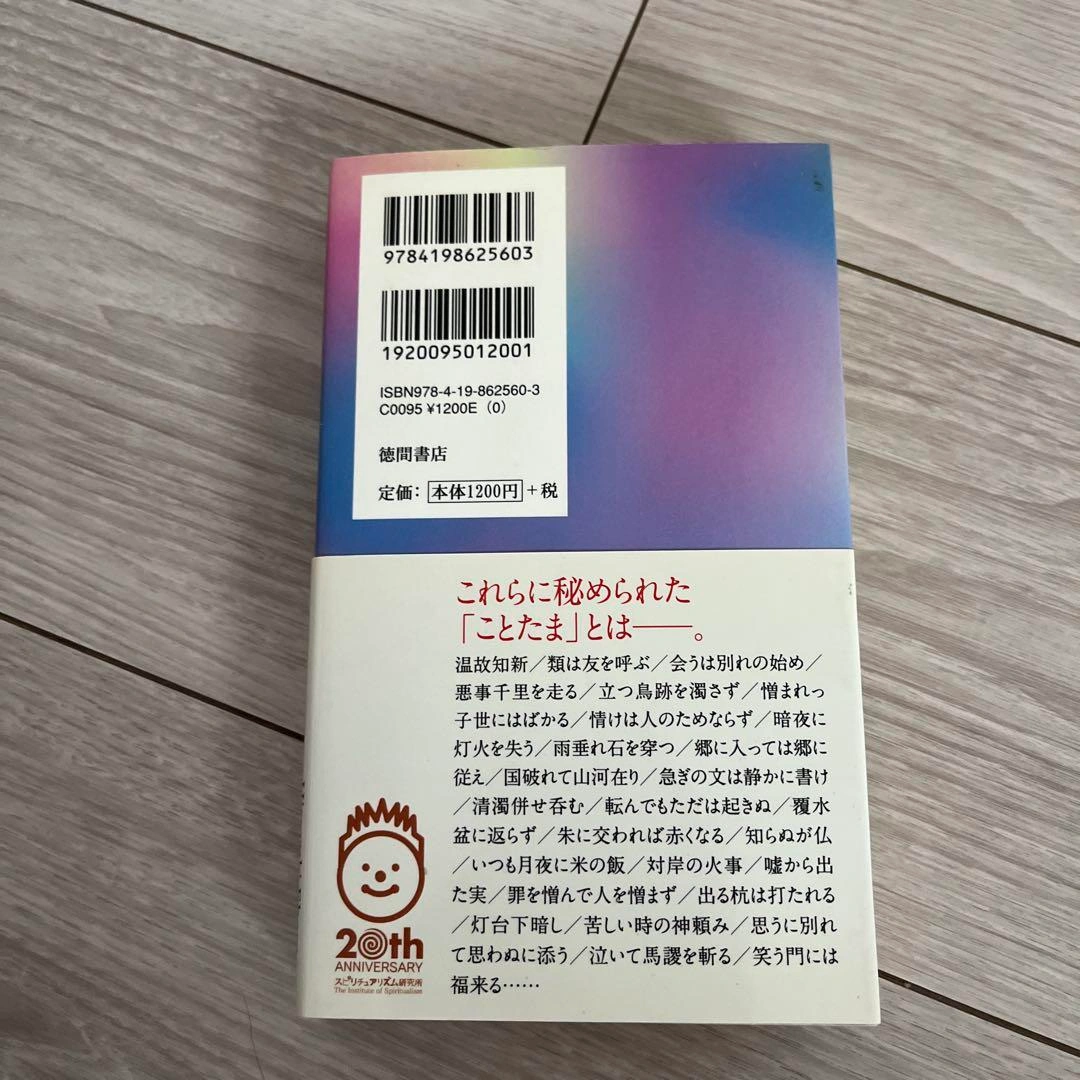 9784198625603
1920095012001
ISBN978-4-19-862560-3
C0095 ¥1200E (0)
徳間書店
定価：本体1200円＋税
これらに秘められた
「ことたま」とは——。
温故知新／類は友を呼ぶ／会うは別れの始め／
悪事千里を走る／立つ鳥跡を濁さず／憎まれっ
子世にはばかる／情けは人のためならず／暗夜に
灯火を失う／雨垂れ石を穿つ／郷に入っては郷に
従え／国破れて山河在り／急ぎの文は静かに書け
／清濁併せ呑む／転んでもただは起きぬ／覆水
盆に返らず／朱に交われば赤くなる／知らぬが仏
／いつも月夜に米の飯／対岸の火事／嘘から出
た実／罪を憎んで人を憎まず／出る杭は打たれる
／灯台下暗し／苦しい時の神頼み／思うに別れ
て思わぬに添う／泣いて馬謖を斬る／笑う門には
福来る……
20th
ANNIVERSARY
スピリチュアリズム研究所
The Institute of Spiritualism